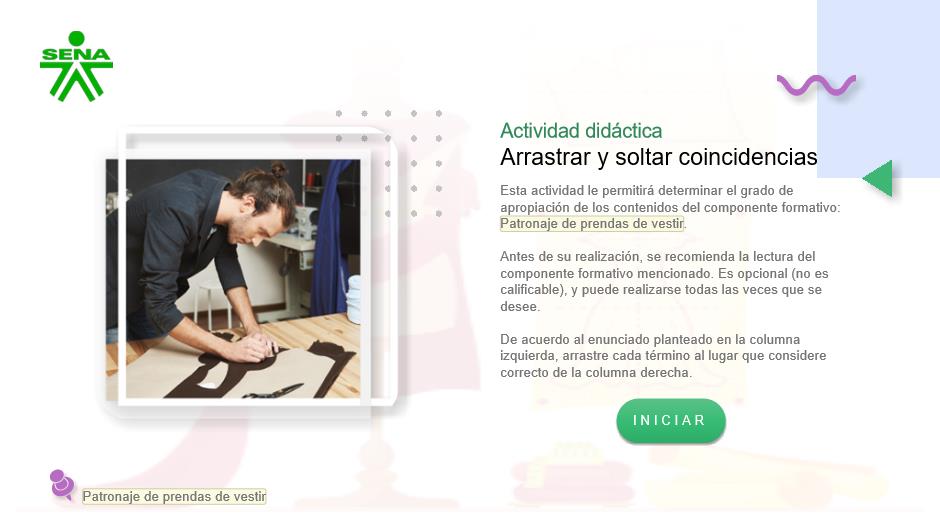 SENA
Actividad didáctica
Arrastrar y soltar coincidencias
Esta actividad le permitirá determinar el grado de
apropiación de los contenidos del componente formativo:
Patronaje de prendas de vestir.
Antes de su realización, se recomienda la lectura del
componente formativo mencionado. Es opcional (no es
calificable), y puede realizarse todas las veces que se
desee.
De acuerdo al enunciado planteado en la columna
izquierda, arrastre cada término al lugar que considere
correcto de la columna derecha.
INICIAR
Patronaje de prendas de vestir